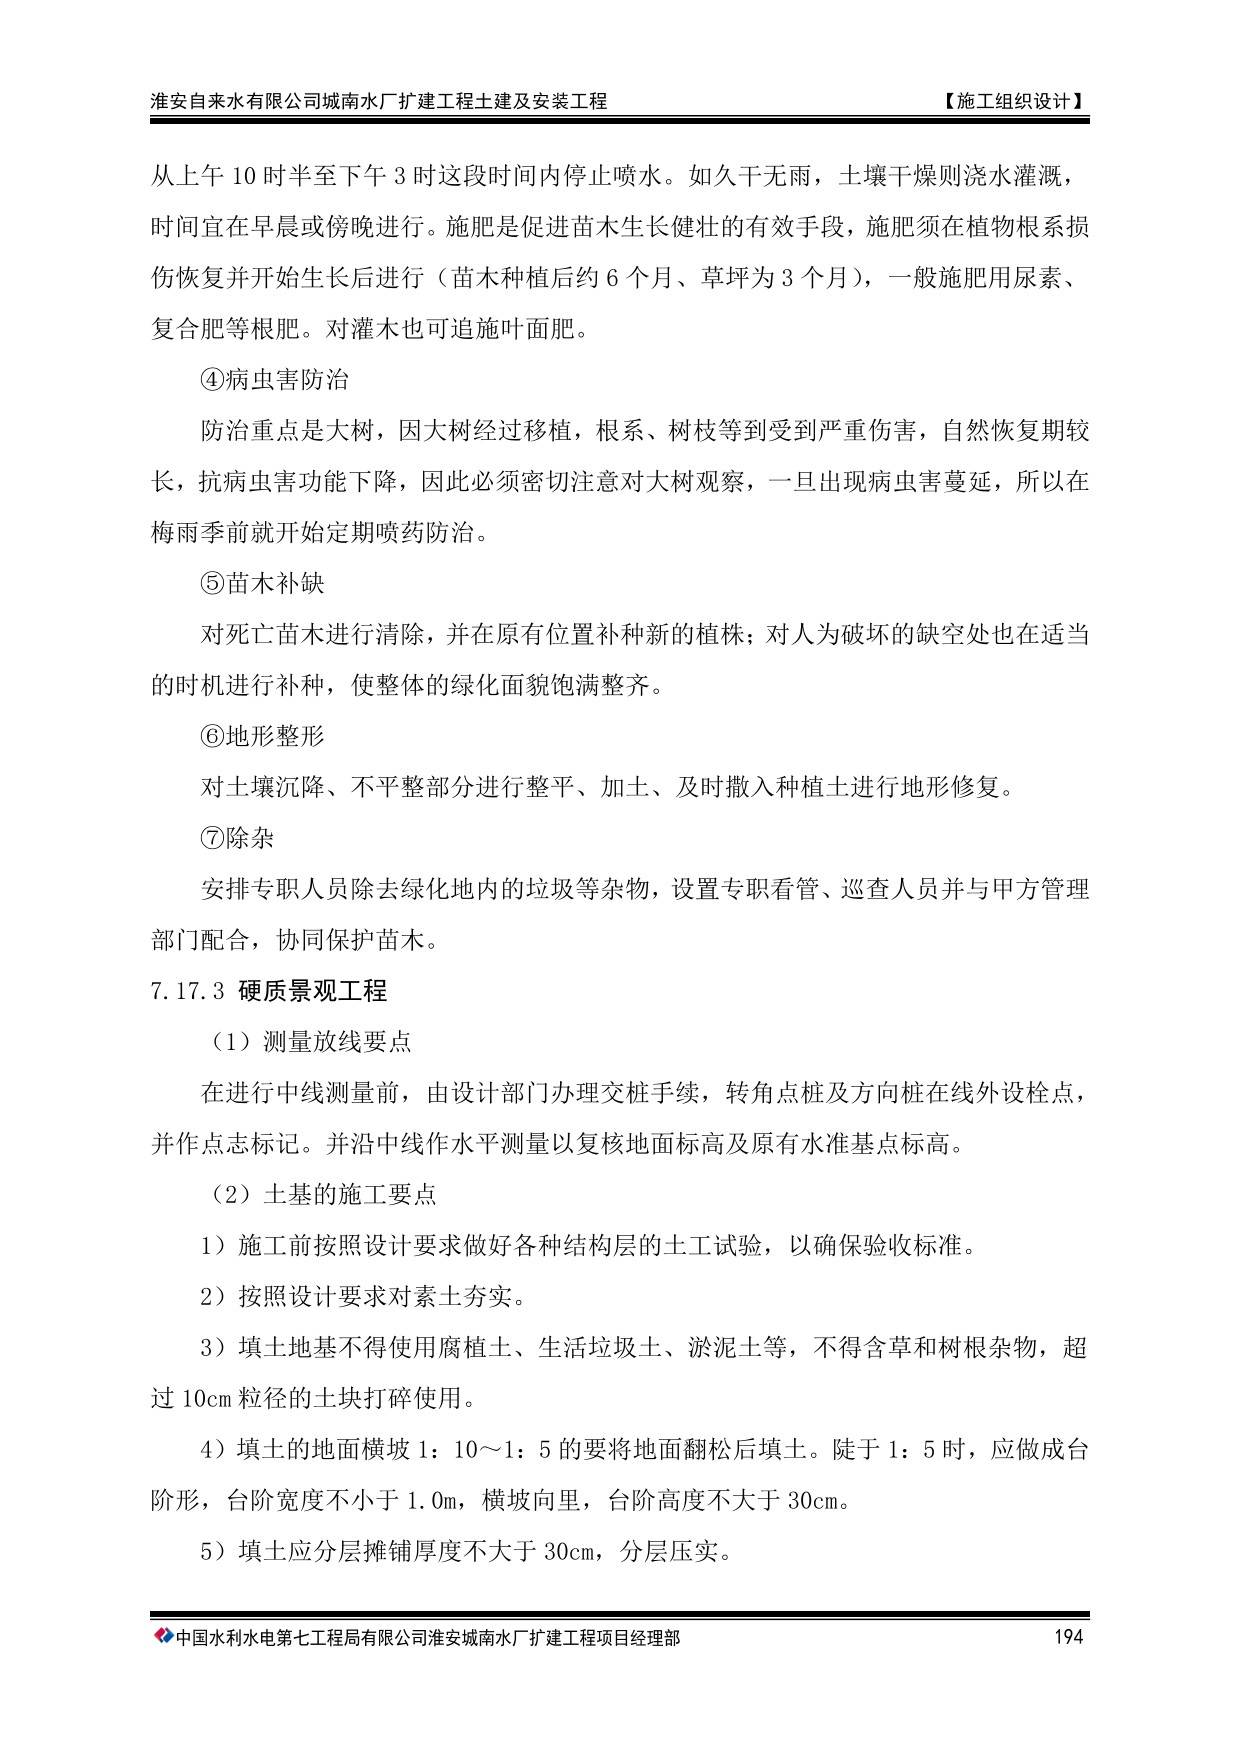 淮安自来水有限公司城南水厂扩建工程土建及安装工程 【施工组织设计】
从上午 10 时半至下午 3 时这段时间内停止喷水。如久干无雨，土壤干燥则浇水灌溉，
时间宜在早晨或傍晚进行。施肥是促进苗木生长健壮的有效手段，施肥须在植物根系损
伤恢复并开始生长后进行（苗木种植后约 6 个月、草坪为 3 个月），一般施肥用尿素、
复合肥等根肥。对灌木也可追施叶面肥。
④病虫害防治
防治重点是大树，因大树经过移植，根系、树枝等到受到严重伤害，自然恢复期较
长，抗病虫害功能下降，因此必须密切注意对大树观察，一旦出现病虫害蔓延，所以在
梅雨季前就开始定期喷药防治。
⑤苗木补缺
对死亡苗木进行清除，并在原有位置补种新的植株；对人为破坏的缺空处也在适当
的时机进行补种，使整体的绿化面貌饱满整齐。
⑥地形整形
对土壤沉降、不平整部分进行整平、加土、及时撒入种植土进行地形修复。
⑦除杂
安排专职人员除去绿化地内的垃圾等杂物，设置专职看管、巡查人员并与甲方管理
部门配合，协同保护苗木。
7.17.3 硬质景观工程
（1）测量放线要点
在进行中线测量前，由设计部门办理交桩手续，转角点桩及方向桩在线外设栓点，
并作点志标记。并沿中线作水平测量以复核地面标高及原有水准基点标高。
（2）土基的施工要点
1）施工前按照设计要求做好各种结构层的土工试验，以确保验收标准。
2）按照设计要求对素土夯实。
3）填土地基不得使用腐植土、生活垃圾土、淤泥土等，不得含草和树根杂物，超
过 10cm 粒径的土块打碎使用。
4）填土的地面横坡 1：10～1：5 的要将地面翻松后填土。陡于 1：5 时，应做成台
阶形，台阶宽度不小于 1.0m，横坡向里，台阶高度不大于 30cm。
5）填土应分层摊铺厚度不大于 30cm，分层压实。
中国水利水电第七工程局有限公司淮安城南水厂扩建工程项目经理部 194